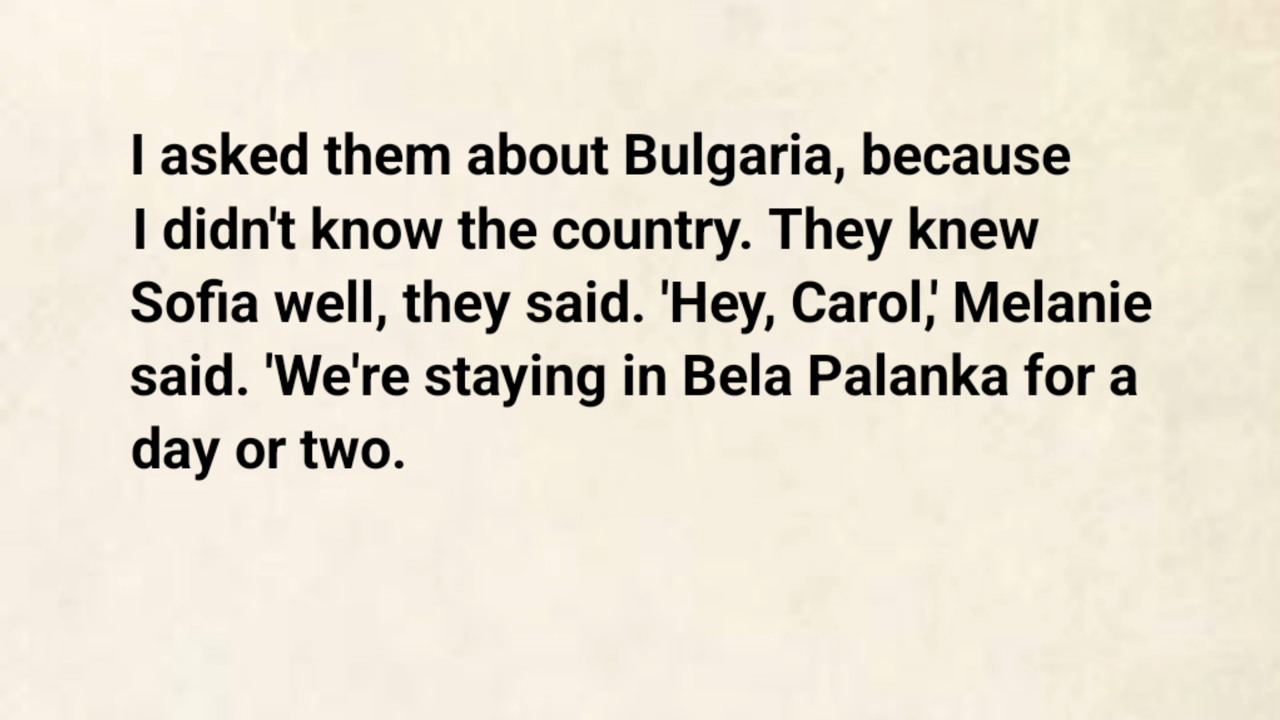 I asked them about Bulgaria, because
I didn't know the country. They knew
Sofia well, they said. 'Hey, Carol,' Melanie
said. 'We're staying in Bela Palanka for a
day or two.